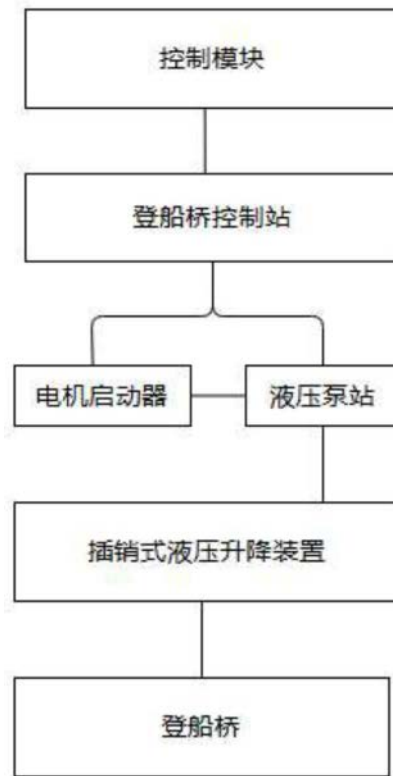 控制模块
登船桥控制站
电机启动器
液压泵站
插销式液压升降装置
登船桥